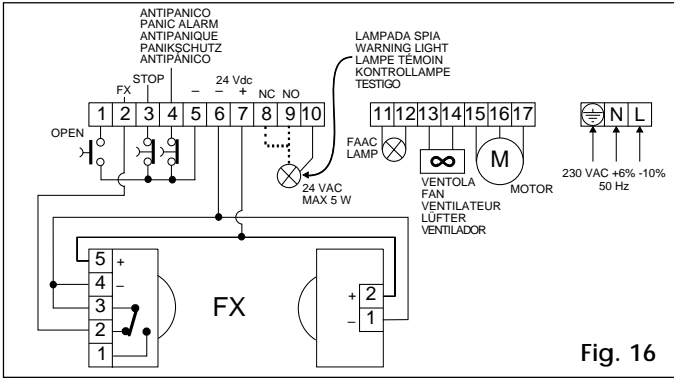 ANTIPANICO
PANIC ALARM
ANTIPANIQUE
PANIKSCHUTZ
ANTIPÁNICO
STOP
FX
24 Vdc
– – +
NC NO
1 2 3 4 5 6 7 8 9 10
OPEN
LAMPADA SPIA
WARNING LIGHT
LAMPE TÉMOIN
KONTROLLAMPE
TESTIGO
24 VAC
MAX 5 W
11 12 13 14 15 16 17
FAAC
LAMP
M
MOTOR
VENTOLA
FAN
VENTILATEUR
LÜFTER
VENTILADOR
N L
230 VAC +6% -10%
50 Hz
5 +
4 –
3
2
1
FX
+ 2
– 1
Fig. 16